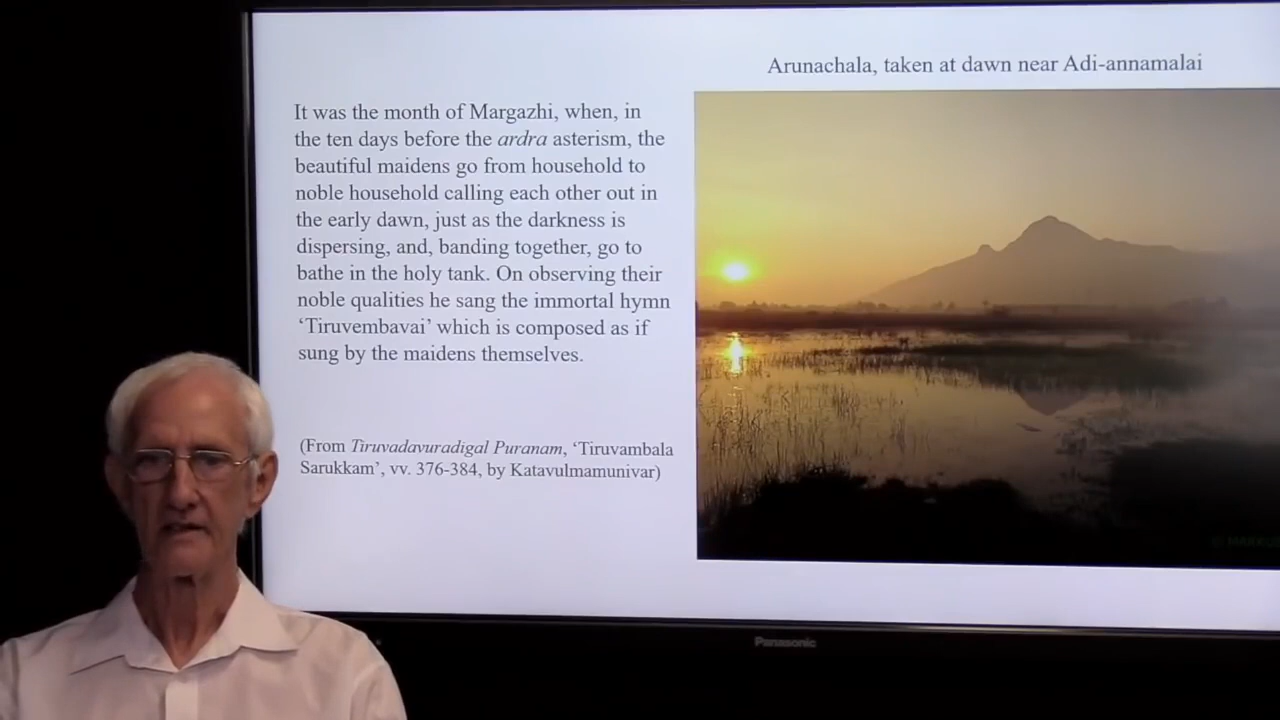 Arunachala, taken at dawn near Adi-annamalai
It was the month of Margazhi, when, in
the ten days before the ardra asterism, the
beautiful maidens go from household to
noble household calling each other out in
the early dawn, just as the darkness is
dispersing, and, banding together, go to
bathe in the holy tank. On observing their
noble qualities he sang the immortal hymn
‘Tiruvembavai’ which is composed as if
sung by the maidens themselves.
(From Tiruvadavuradigal Puranam, ‘Tiruvambala
Sarukkam’, vv. 376-384, by Katavulmamunivar)
Panasonic